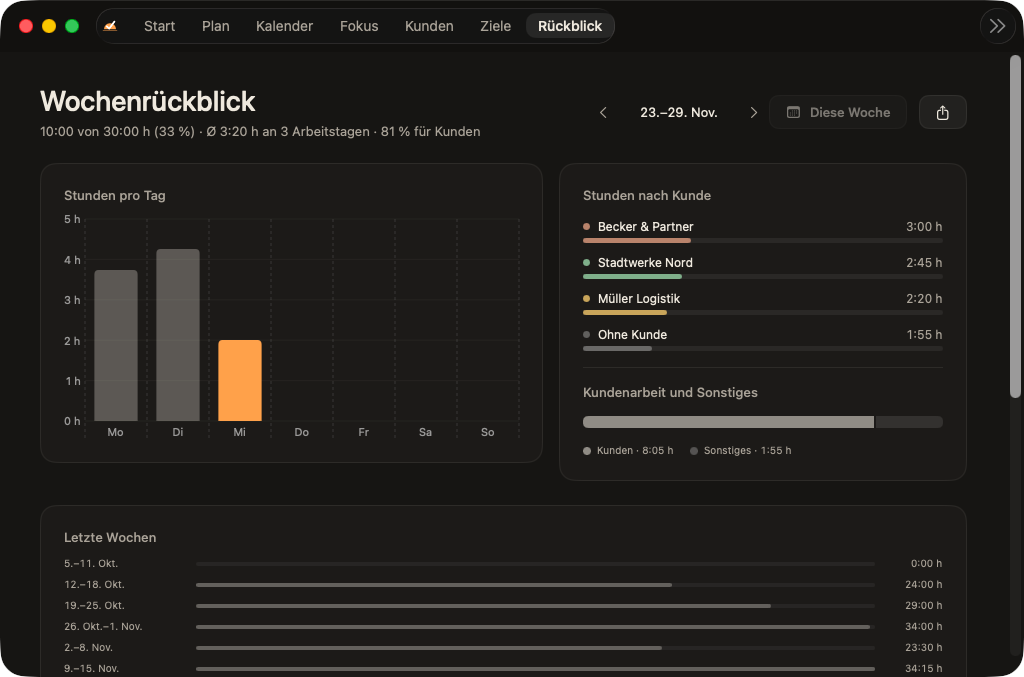 Start Plan Kalender Fokus Kunden Ziele Rückblick
Wochenrückblick
10:00 von 30:00 h (33 %) · Ø 3:20 h an 3 Arbeitstagen · 81 % für Kunden
23.–29. Nov.
Diese Woche
Stunden pro Tag
5 h
4 h
3 h
2 h
1 h
0 h
Mo Di Mi Do Fr Sa So
Stunden nach Kunde
Becker & Partner 3:00 h
Stadtwerke Nord 2:45 h
Müller Logistik 2:20 h
Ohne Kunde 1:55 h
Kundenarbeit und Sonstiges
Kunden · 8:05 h Sonstiges · 1:55 h
Letzte Wochen
5.–11. Okt. 0:00 h
12.–18. Okt. 24:00 h
19.–25. Okt. 29:00 h
26. Okt.–1. Nov. 34:00 h
2.–8. Nov. 23:30 h
9.–15. Nov. 34:15 h